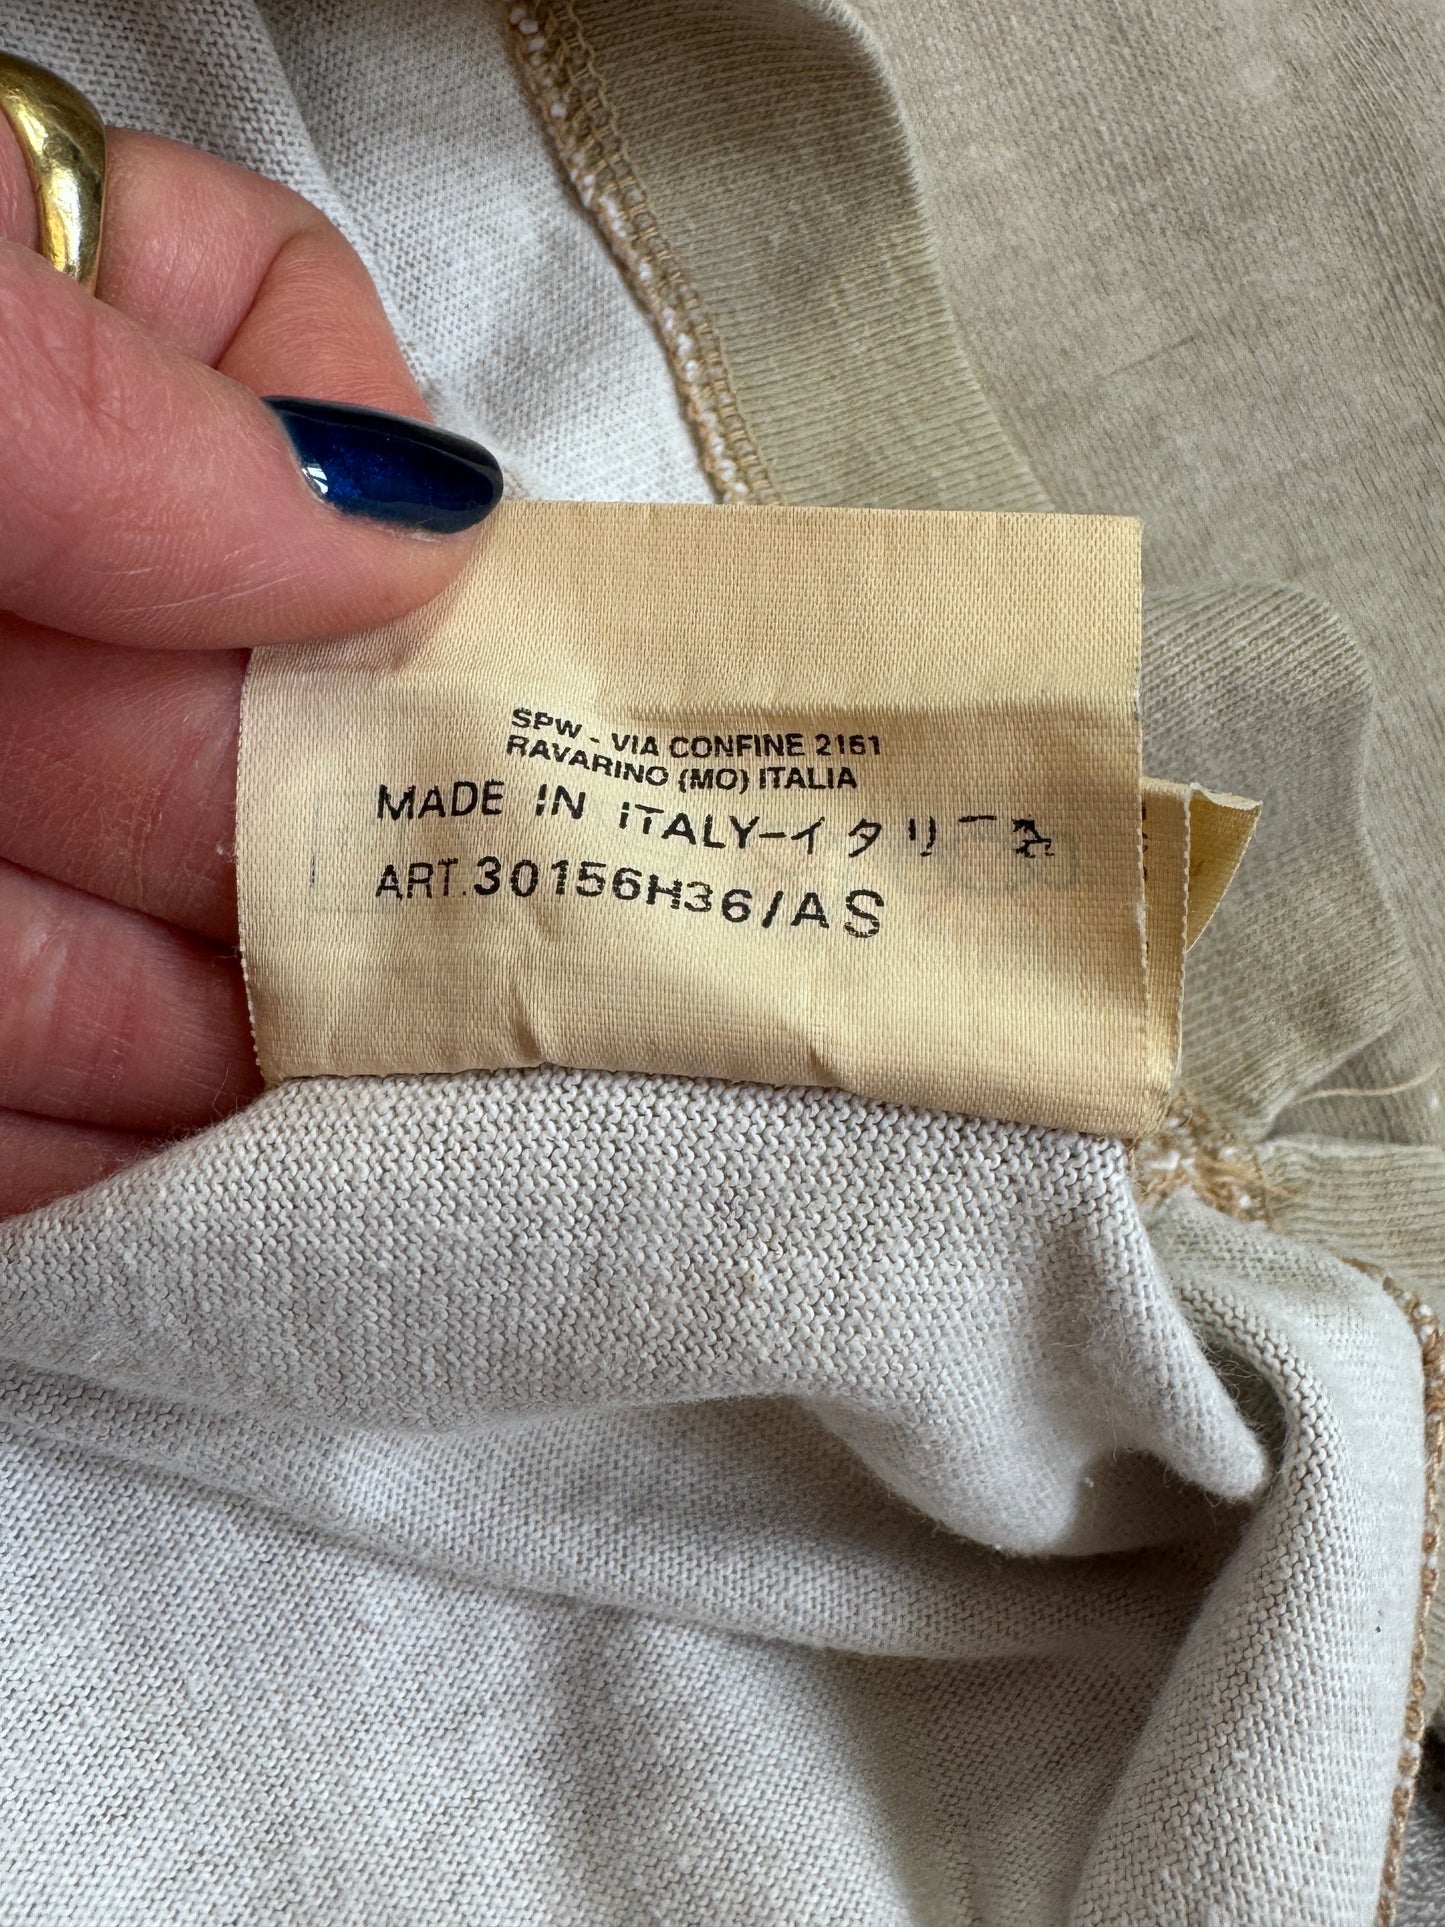 SPW - VIA CONFINE 2161
RAVARINO (MO) ITALIA
MADE IN ITALY-イタリー
ART. 30156H36/AS